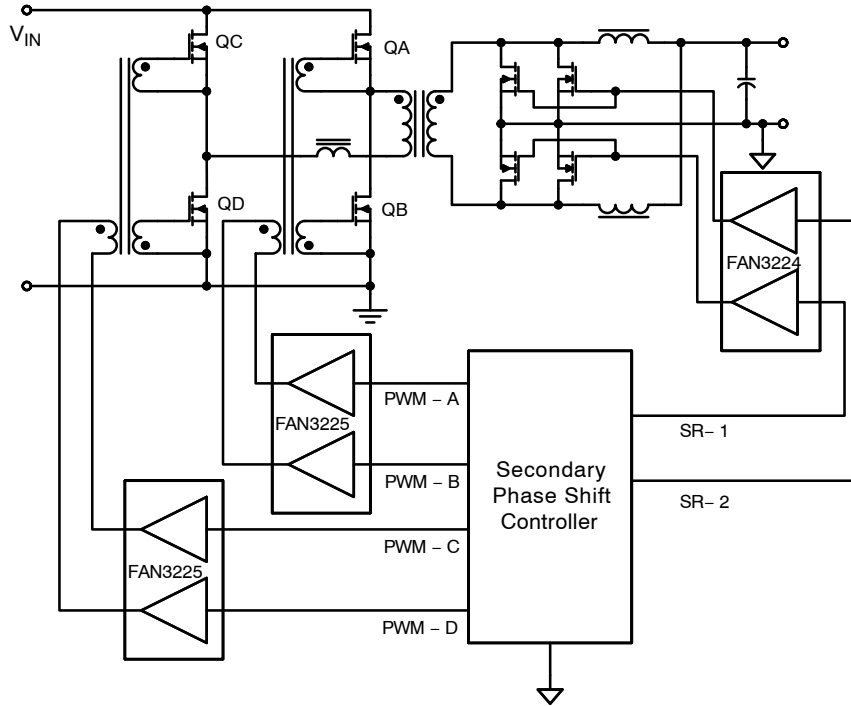 VIN
QC
QA
QD
QB
FAN3224
PWM – A
FAN3225
SR– 1
PWM – B
Secondary
Phase Shift
Controller
SR– 2
PWM – C
FAN3225
PWM – D